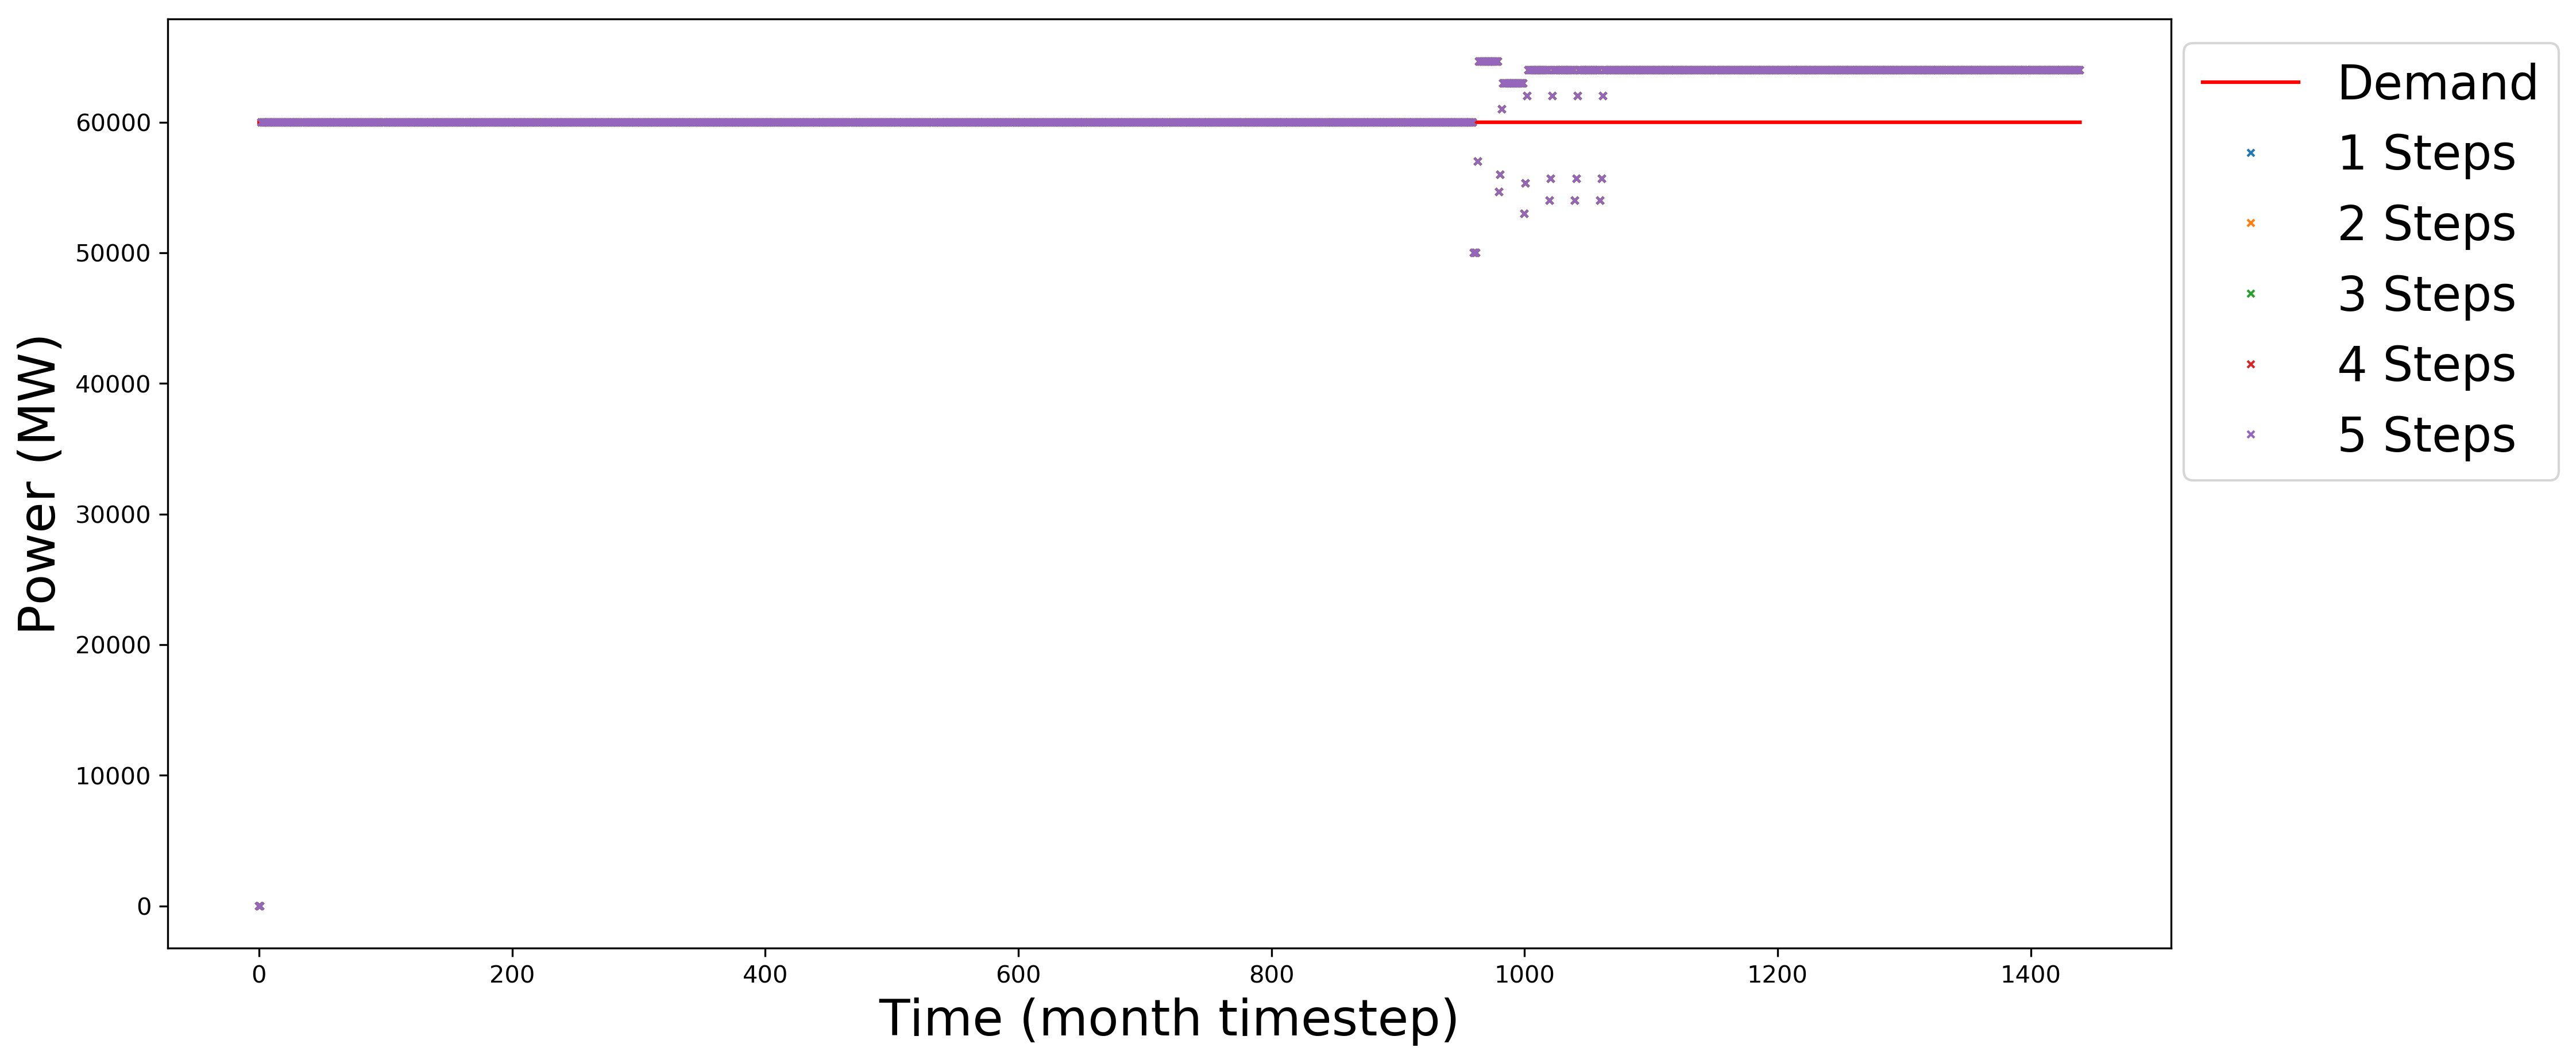 60000
50000
40000
30000
20000
10000
0
Power (MW)
0 200 400 600 800 1000 1200 1400
Time (month timestep)
Demand
1 Steps
2 Steps
3 Steps
4 Steps
5 Steps